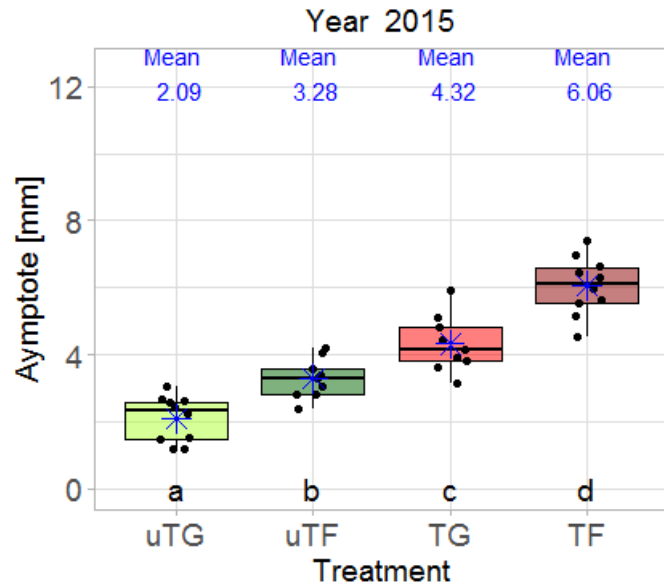 Year 2015
Mean Mean Mean Mean
2.09 3.28 4.32 6.06
12
8
4
0
Aymptote [mm]
a b c d
uTG uTF TG TF
Treatment